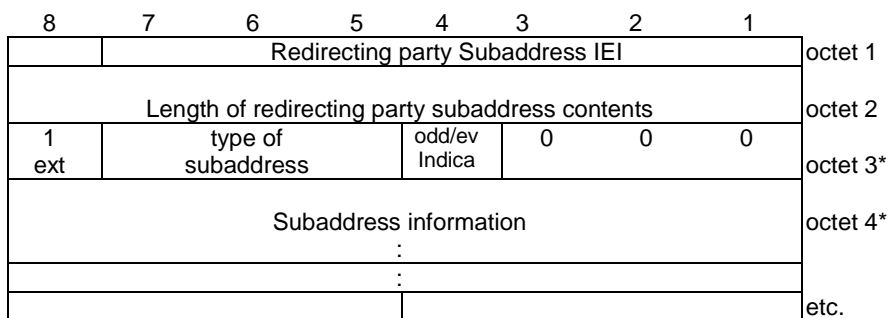 8 7 6 5 4 3 2 1
Redirecting party Subaddress IEI octet 1
Length of redirecting party subaddress contents octet 2
1 type of odd/ev 0 0 0
ext subaddress Indica octet 3*
Subaddress information octet 4*
:
:
etc.